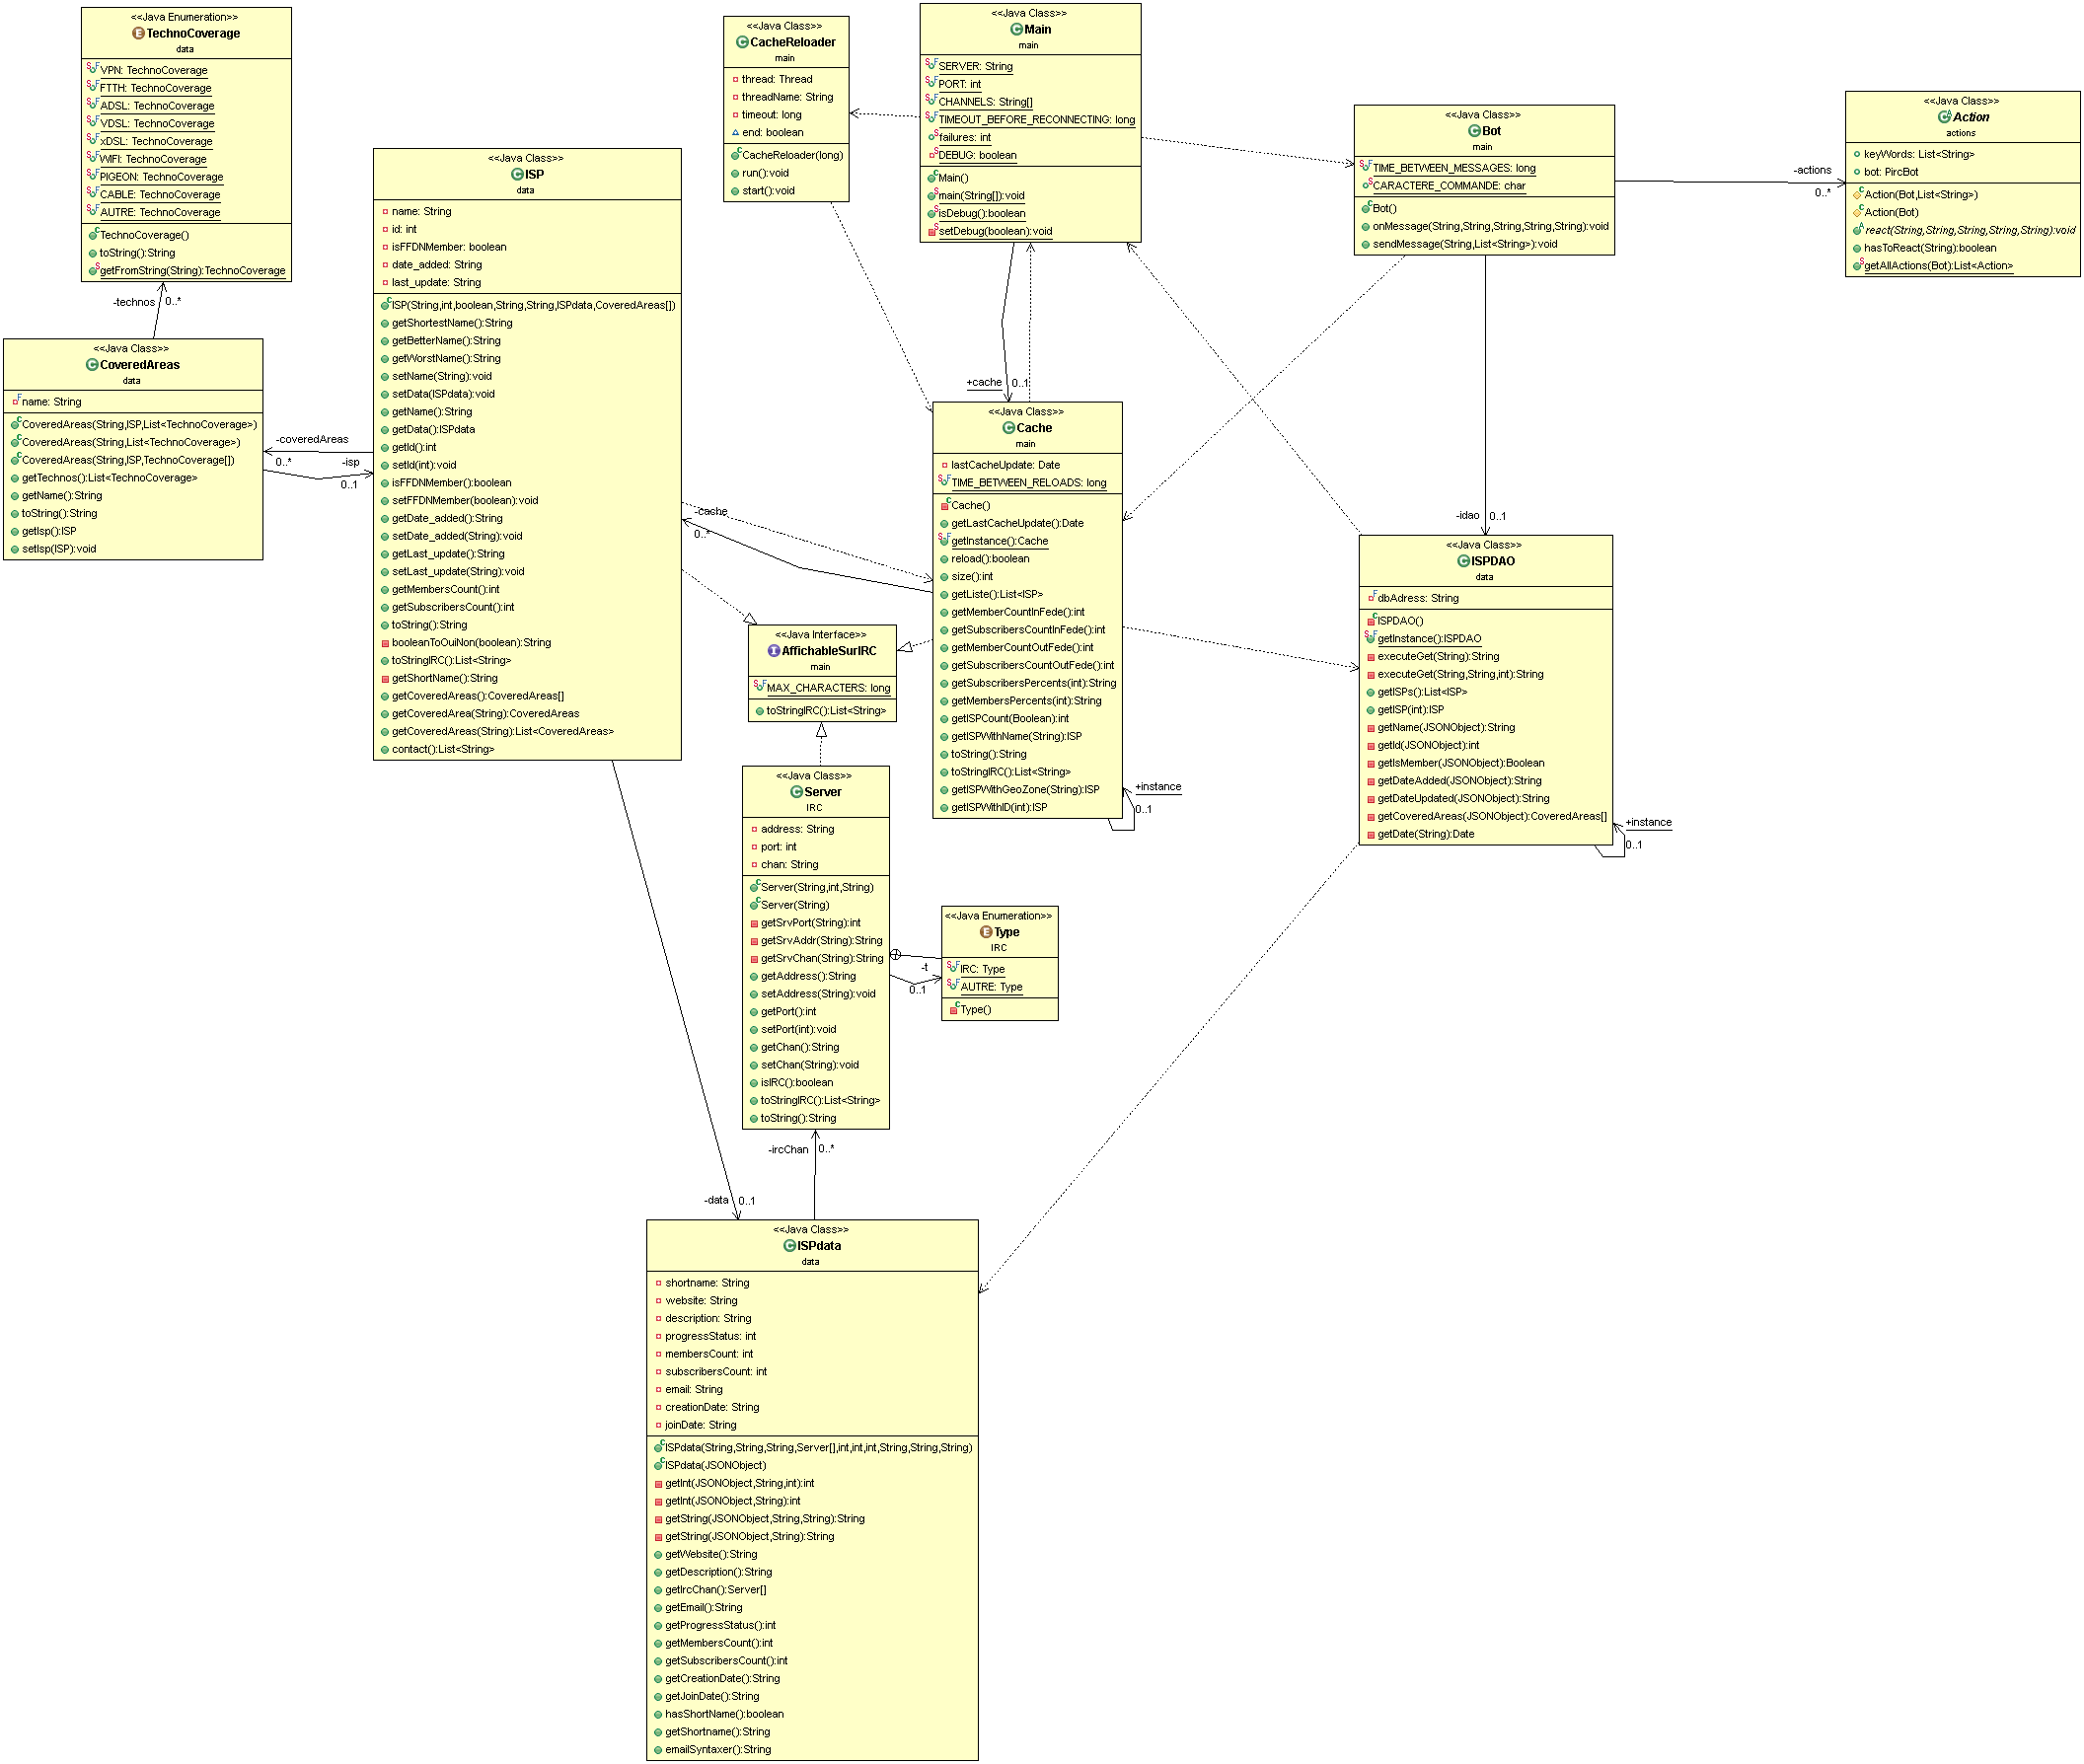 <<Java Enumeration>>
TechnoCoverage
data
VPN: TechnoCoverage
FTTH: TechnoCoverage
ADSL: TechnoCoverage
VDSL: TechnoCoverage
xDSL: TechnoCoverage
WIFI: TechnoCoverage
PIGEON: TechnoCoverage
CABLE: TechnoCoverage
AUTRE: TechnoCoverage
TechnoCoverage()
toString():String
getFromString(String):TechnoCoverage
-technos
0..*
<<Java Class>>
CoveredAreas
data
name: String
CoveredAreas(String,ISP,List<TechnoCoverage>)
CoveredAreas(String,List<TechnoCoverage>)
CoveredAreas(String,ISP,TechnoCoverage[])
getTechnos():List<TechnoCoverage>
getName():String
toString():String
getIsp():ISP
setIsp(ISP):void
-coveredAreas
0..*
-isp
0..1
<<Java Class>>
ISP
data
name: String
id: int
isFFDNMember: boolean
date_added: String
last_update: String
ISP(String,int,boolean,String,String,ISPdata,CoveredAreas[])
getShortestName():String
getBetterName():String
getWorstName():String
setName(String):void
setData(ISPdata):void
getName():String
getData():ISPdata
getId():int
setId(int):void
isFFDNMember():boolean
setFFDNMember(boolean):void
getDate_added():String
setDate_added(String):void
getLast_update():String
setLast_update(String):void
getMembersCount():int
getSubscribersCount():int
toString():String
booleanToOuiNon(boolean):String
toStringIRC():List<String>
getShortName():String
getCoveredAreas():CoveredAreas[]
getCoveredArea(String):CoveredAreas
getCoveredAreas(String):List<CoveredAreas>
contact():List<String>
<<Java Class>>
CacheReloader
main
thread: Thread
threadName: String
timeout: long
end: boolean
CacheReloader(long)
run():void
start():void
<<Java Class>>
Main
main
SERVER: String
PORT: int
CHANNELS: String[]
TIMEOUT_BEFORE_RECONNECTING: long
failures: int
DEBUG: boolean
Main()
main(String[]):void
isDebug():boolean
setDebug(boolean):void
+cache
0..1
<<Java Class>>
Bot
main
TIME_BETWEEN_MESSAGES: long
CARACTERE_COMMANDE: char
Bot()
onMessage(String,String,String,String,String):void
sendMessage(String,List<String>):void
-actions
0..*
<<Java Class>>
Action
actions
keyWords: List<String>
bot: PircBot
Action(Bot,List<String>)
Action(Bot)
react(String,String,String,String,String):void
hasToReact(String):boolean
getAllActions(Bot):List<Action>
<<Java Class>>
Cache
main
lastCacheUpdate: Date
TIME_BETWEEN_RELOADS: long
Cache()
getLastCacheUpdate():Date
getInstance():Cache
reload():boolean
size():int
getListe():List<ISP>
getMemberCountInFede():int
getSubscribersCountInFede():int
getMemberCountOutFede():int
getSubscribersCountOutFede():int
getSubscribersPercents(int):String
getMembersPercents(int):String
getISPCount(Boolean):int
getISPWithName(String):ISP
toString():String
toStringIRC():List<String>
getISPWithGeoZone(String):ISP
getISPWithID(int):ISP
-cache
0..*
+instance
0..1
-idao
0..1
<<Java Class>>
ISPDAO
data
dbAdress: String
ISPDAO()
getInstance():ISPDAO
executeGet(String):String
executeGet(String,String,int):String
getISPs():List<ISP>
getISP(int):ISP
getName(JSONObject):String
getId(JSONObject):int
getIsMember(JSONObject):Boolean
getDateAdded(JSONObject):String
getDateUpdated(JSONObject):String
getCoveredAreas(JSONObject):CoveredAreas[]
getDate(String):Date
+instance
0..1
<<Java Interface>>
AffichableSurIRC
main
MAX_CHARACTERS: long
toStringIRC():List<String>
<<Java Class>>
Server
IRC
address: String
port: int
chan: String
Server(String,int,String)
Server(String)
getSrvPort(String):int
getSrvAddr(String):String
getSrvChan(String):String
getAddress():String
setAddress(String):void
getPort():int
setPort(int):void
getChan():String
setChan(String):void
isIRC():boolean
toStringIRC():List<String>
toString():String
-t
0..1
<<Java Enumeration>>
Type
IRC
IRC: Type
AUTRE: Type
Type()
-ircChan
0..*
-data
0..1
<<Java Class>>
ISPdata
data
shortname: String
website: String
description: String
progressStatus: int
membersCount: int
subscribersCount: int
email: String
creationDate: String
joinDate: String
ISPdata(String,String,String,Server[],int,int,int,String,String,String)
ISPdata(JSONObject)
getInt(JSONObject,String,int):int
getInt(JSONObject,String):int
getString(JSONObject,String,String):String
getString(JSONObject,String):String
getWebsite():String
getDescription():String
getIrcChan():Server[]
getEmail():String
getProgressStatus():int
getMembersCount():int
getSubscribersCount():int
getCreationDate():String
getJoinDate():String
hasShortName():boolean
getShortname():String
emailSyntaxer():String